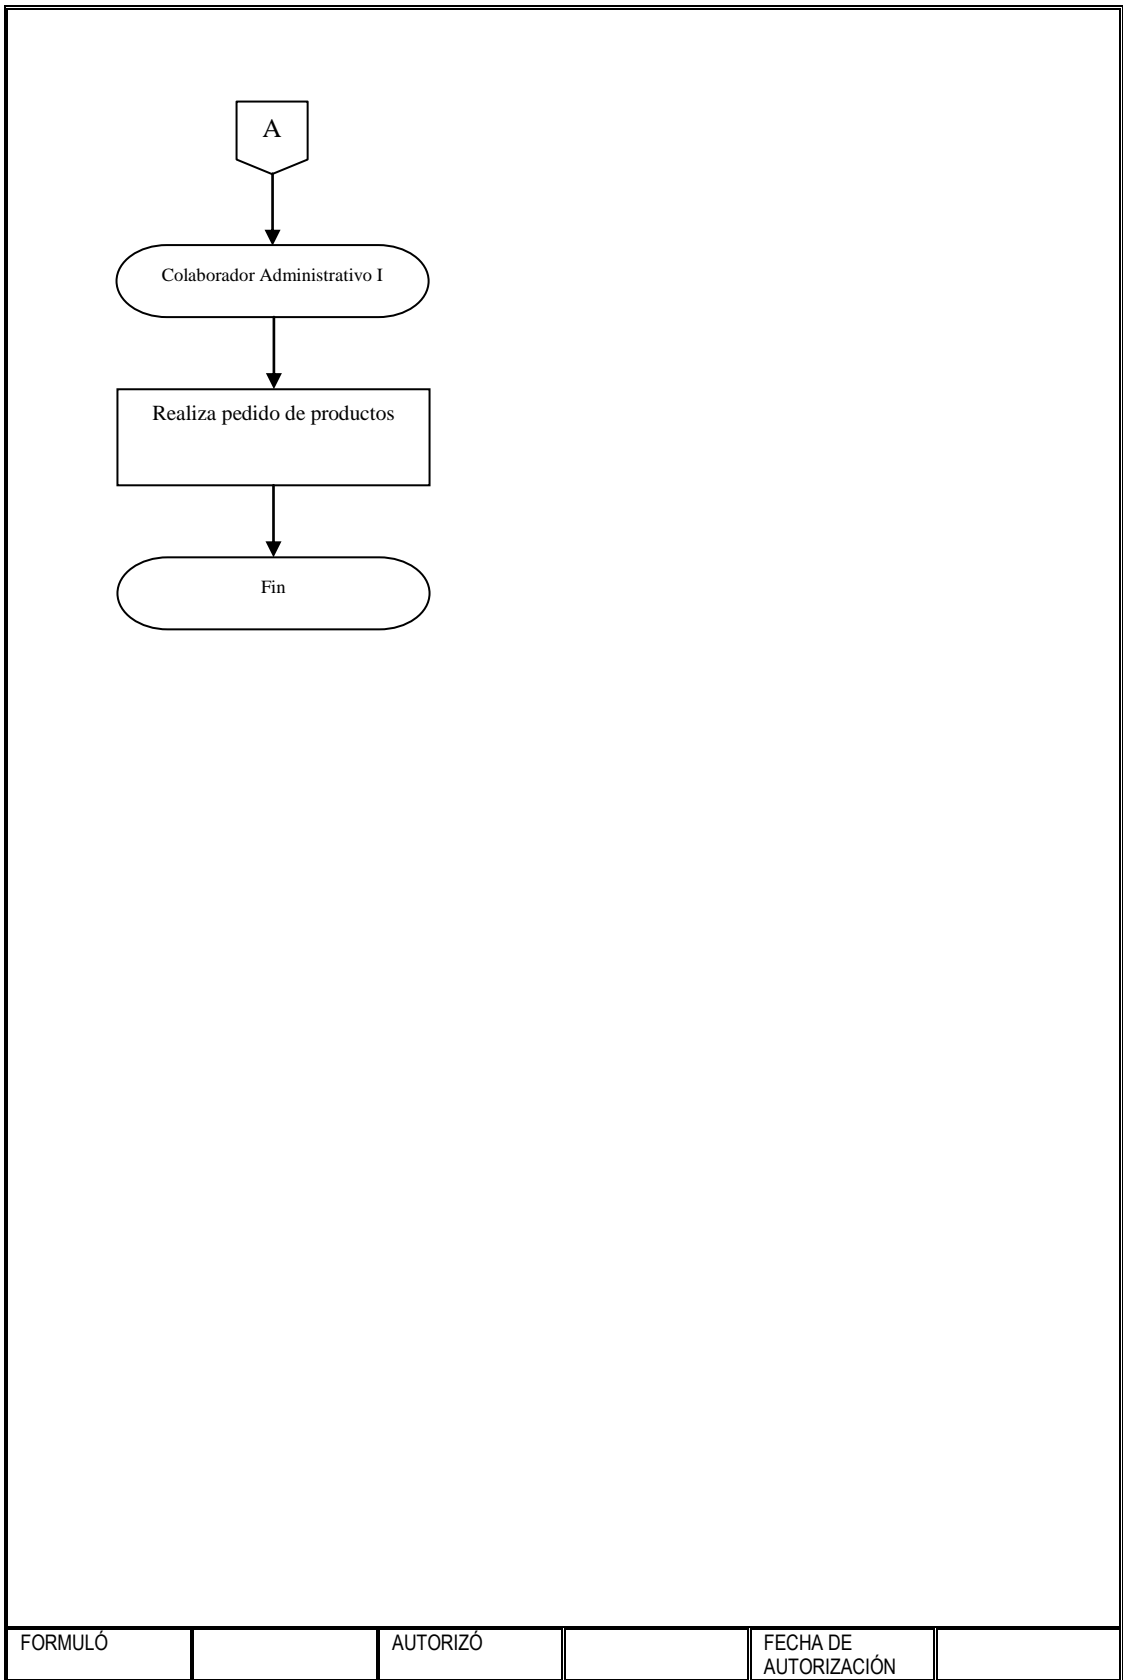 A
Colaborador Administrativo I
Realiza pedido de productos
Fin
FORMULÓ
AUTORIZÓ
FECHA DE
AUTORIZACIÓN